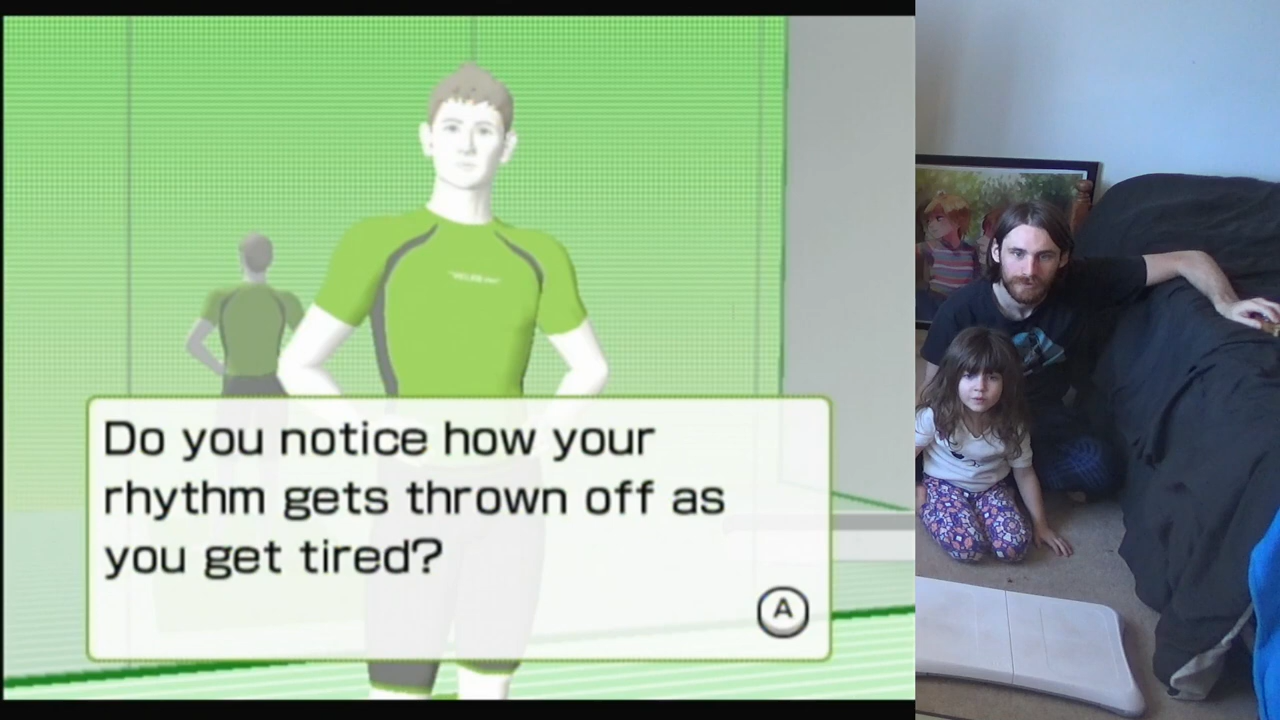 Do you notice how your
rhythm gets thrown off as
you get tired?
A